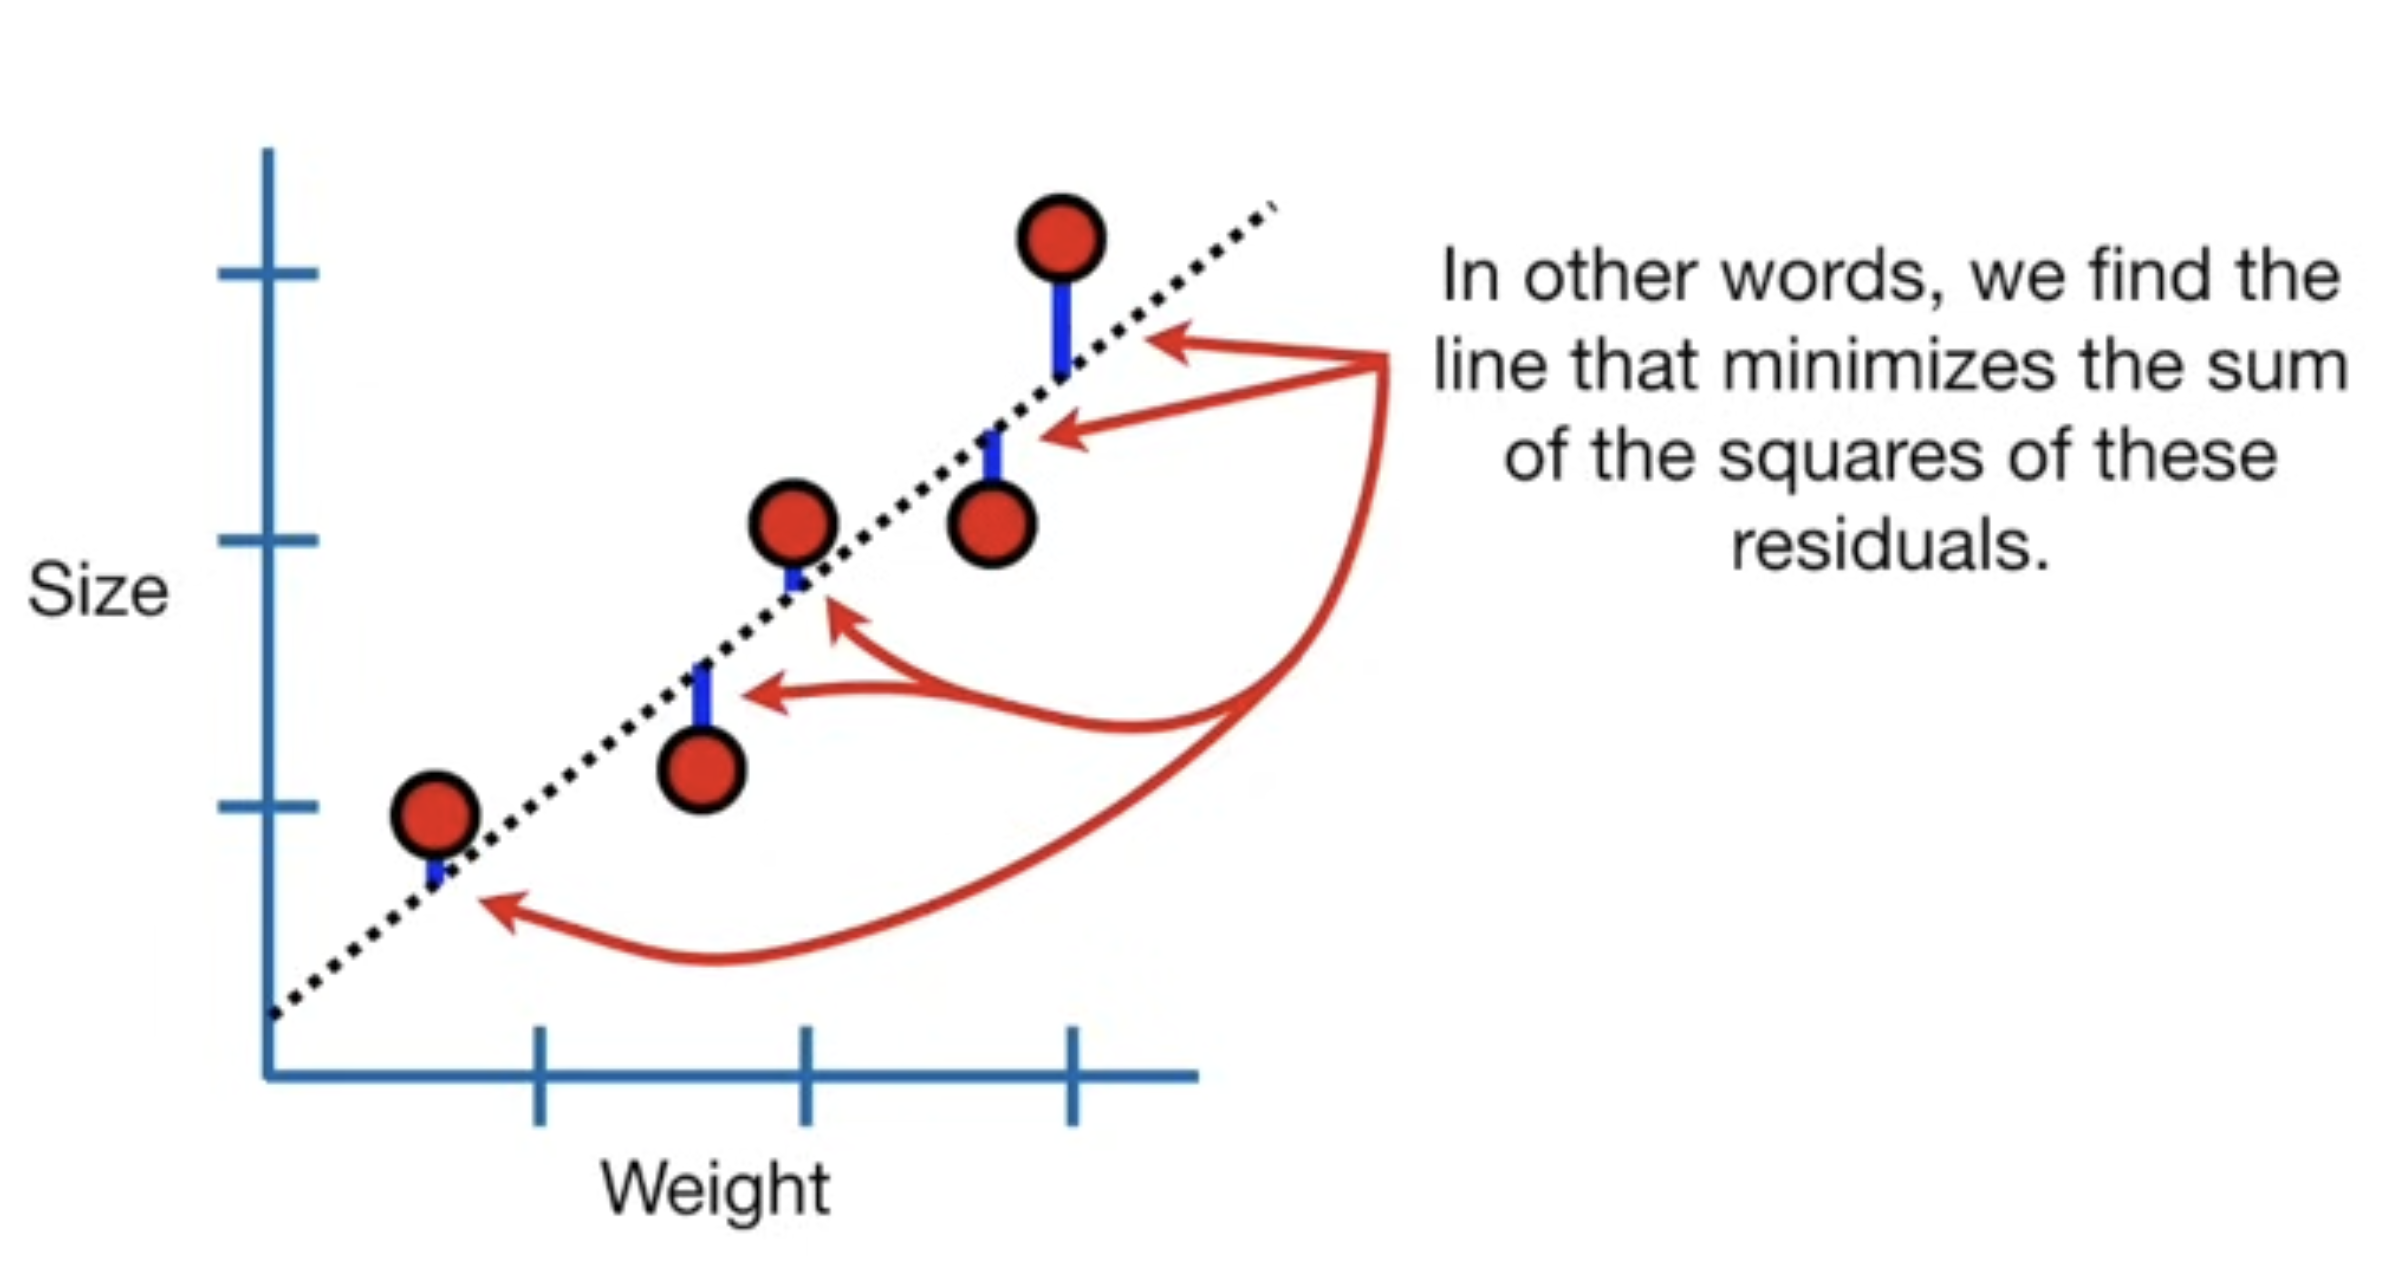 In other words, we find the
line that minimizes the sum
of the squares of these
residuals.
Size
Weight